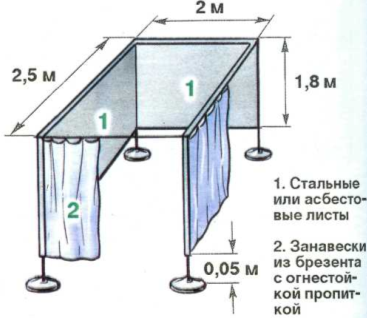 2 м
2,5 м
1,8 м
1
1
2
0,05 м
1. Стальные
или асбесто-
вые листы
2. Занавески
из брезента
с огнестой-
кой пропит-
кой